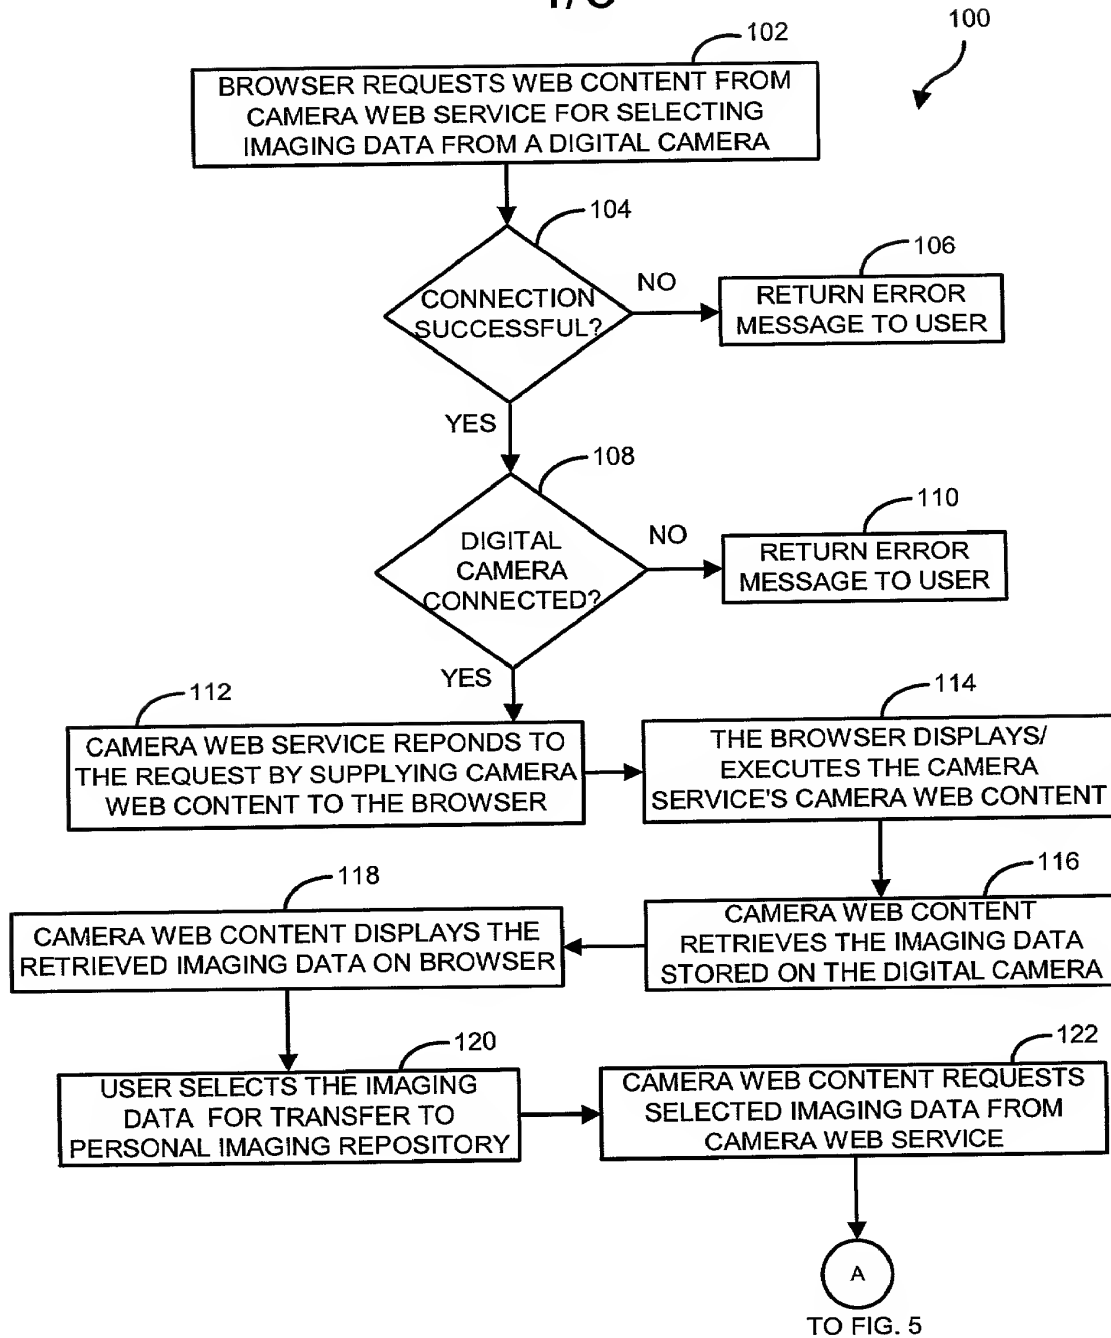 100
102
BROWSER REQUESTS WEB CONTENT FROM
CAMERA WEB SERVICE FOR SELECTING
IMAGING DATA FROM A DIGITAL CAMERA
104
CONNECTION
SUCCESSFUL?
NO
106
RETURN ERROR
MESSAGE TO USER
YES
108
DIGITAL
CAMERA
CONNECTED?
NO
110
RETURN ERROR
MESSAGE TO USER
YES
112
CAMERA WEB SERVICE REPONDS TO
THE REQUEST BY SUPPLYING CAMERA
WEB CONTENT TO THE BROWSER
114
THE BROWSER DISPLAYS/
EXECUTES THE CAMERA
SERVICE'S CAMERA WEB CONTENT
116
CAMERA WEB CONTENT
RETRIEVES THE IMAGING DATA
STORED ON THE DIGITAL CAMERA
118
CAMERA WEB CONTENT DISPLAYS THE
RETRIEVED IMAGING DATA ON BROWSER
120
USER SELECTS THE IMAGING
DATA FOR TRANSFER TO
PERSONAL IMAGING REPOSITORY
122
CAMERA WEB CONTENT REQUESTS
SELECTED IMAGING DATA FROM
CAMERA WEB SERVICE
A
TO FIG. 5